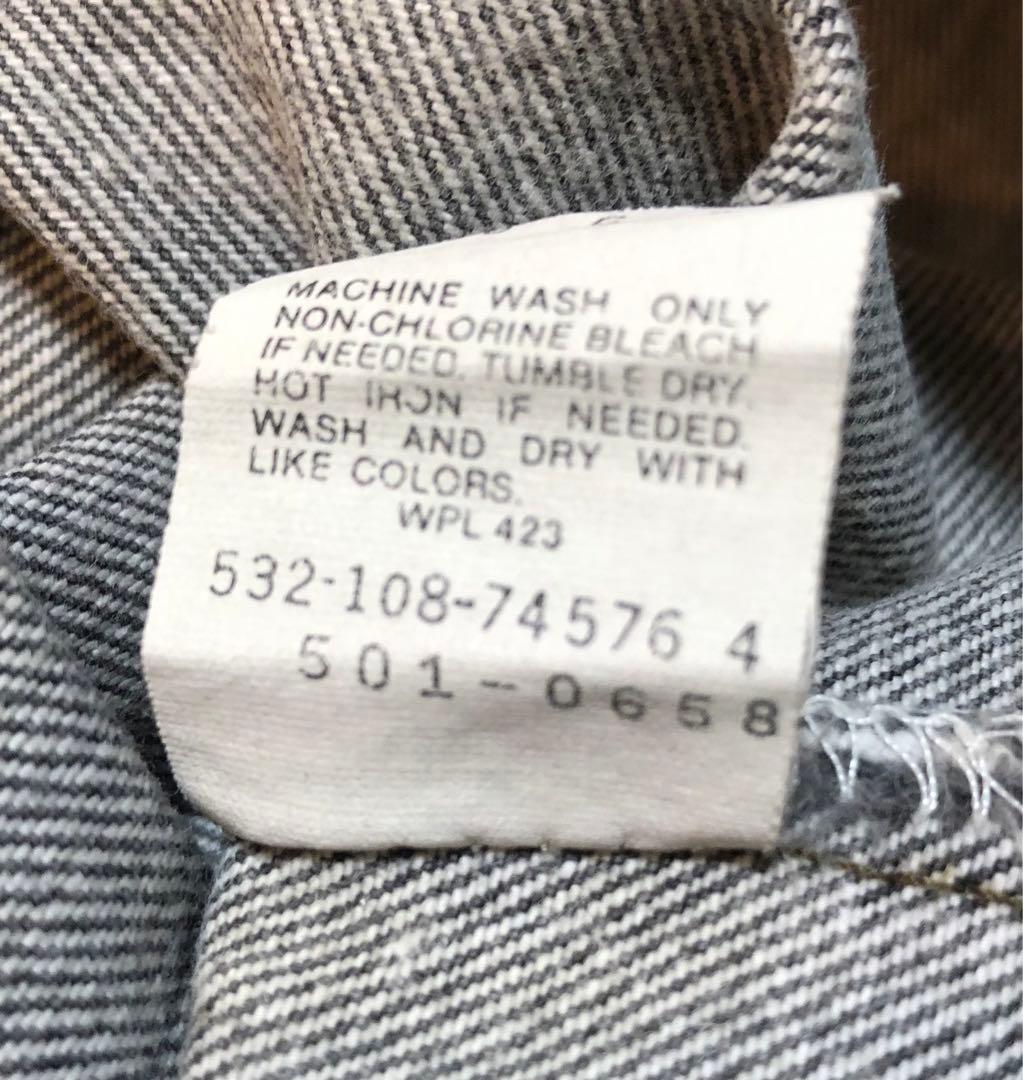 MACHINE WASH ONLY
NON-CHLORINE BLEACH
IF NEEDED. TUMBLE DRY.
HOT IRON IF NEEDED.
WASH AND DRY WITH
LIKE COLORS.
WPL 423
532-108-74576 4
501-0658